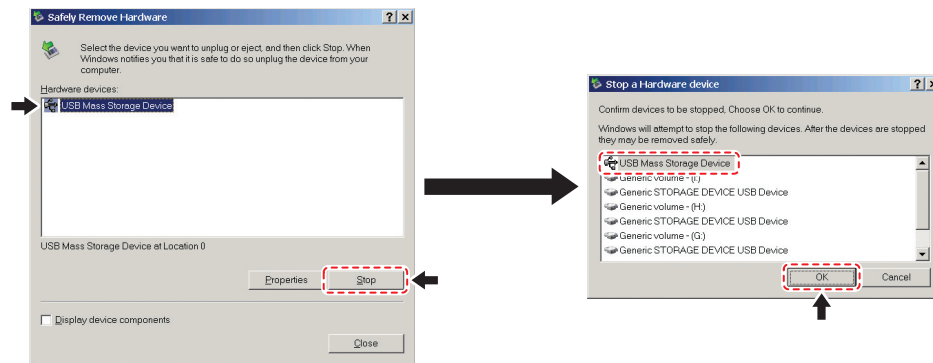 Safely Remove Hardware
Select the device you want to unplug or eject, and then click Stop. When
Windows notifies you that it is safe to do so unplug the device from your
computer.
Hardware devices:
USB Mass Storage Device
USB Mass Storage Device at Location 0
Properties
Stop
Display device components
Close
Stop a Hardware device
Confirm devices to be stopped, Choose OK to continue.
Windows will attempt to stop the following devices. After the devices are stopped
they may be removed safely.
USB Mass Storage Device
Generic volume - (I:)
Generic STORAGE DEVICE USB Device
Generic volume - (H:)
Generic STORAGE DEVICE USB Device
Generic volume - (G:)
Generic STORAGE DEVICE USB Device
OK
Cancel